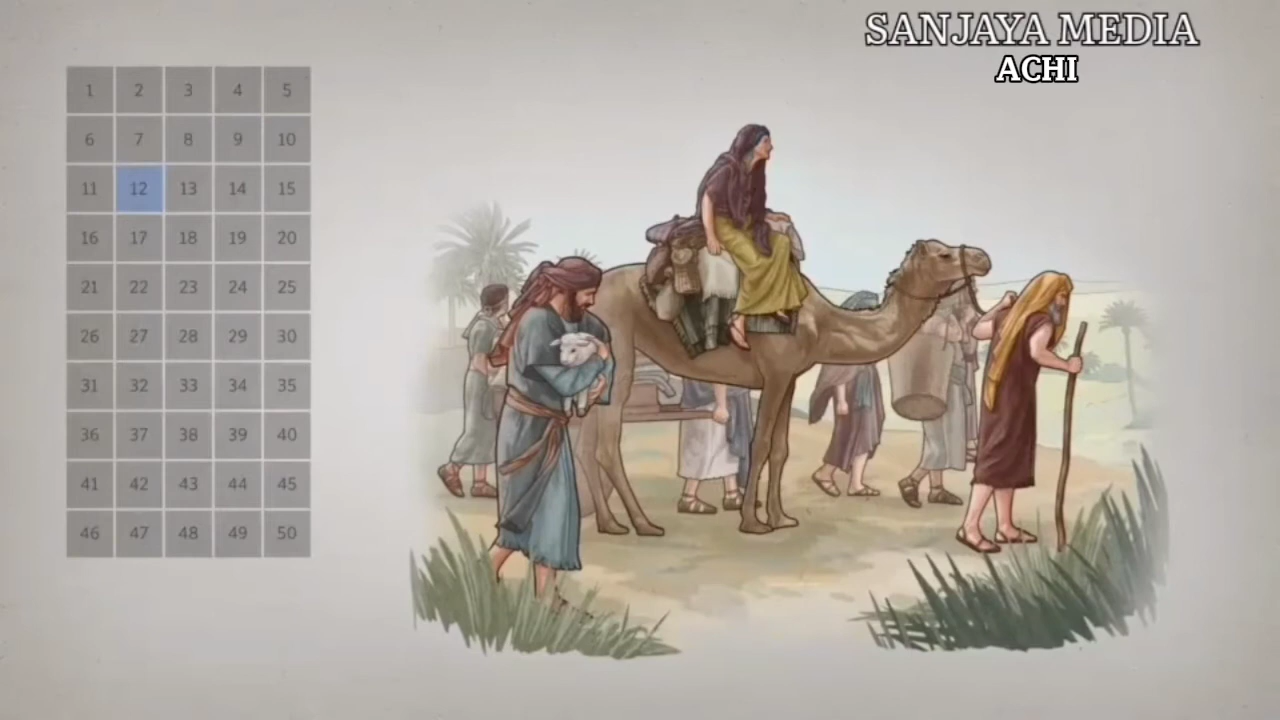 SANJAYA MEDIA
ACHI
1 2 3 4 5
6 7 8 9 10
11 12 13 14 15
16 17 18 19 20
21 22 23 24 25
26 27 28 29 30
31 32 33 34 35
36 37 38 39 40
41 42 43 44 45
46 47 48 49 50